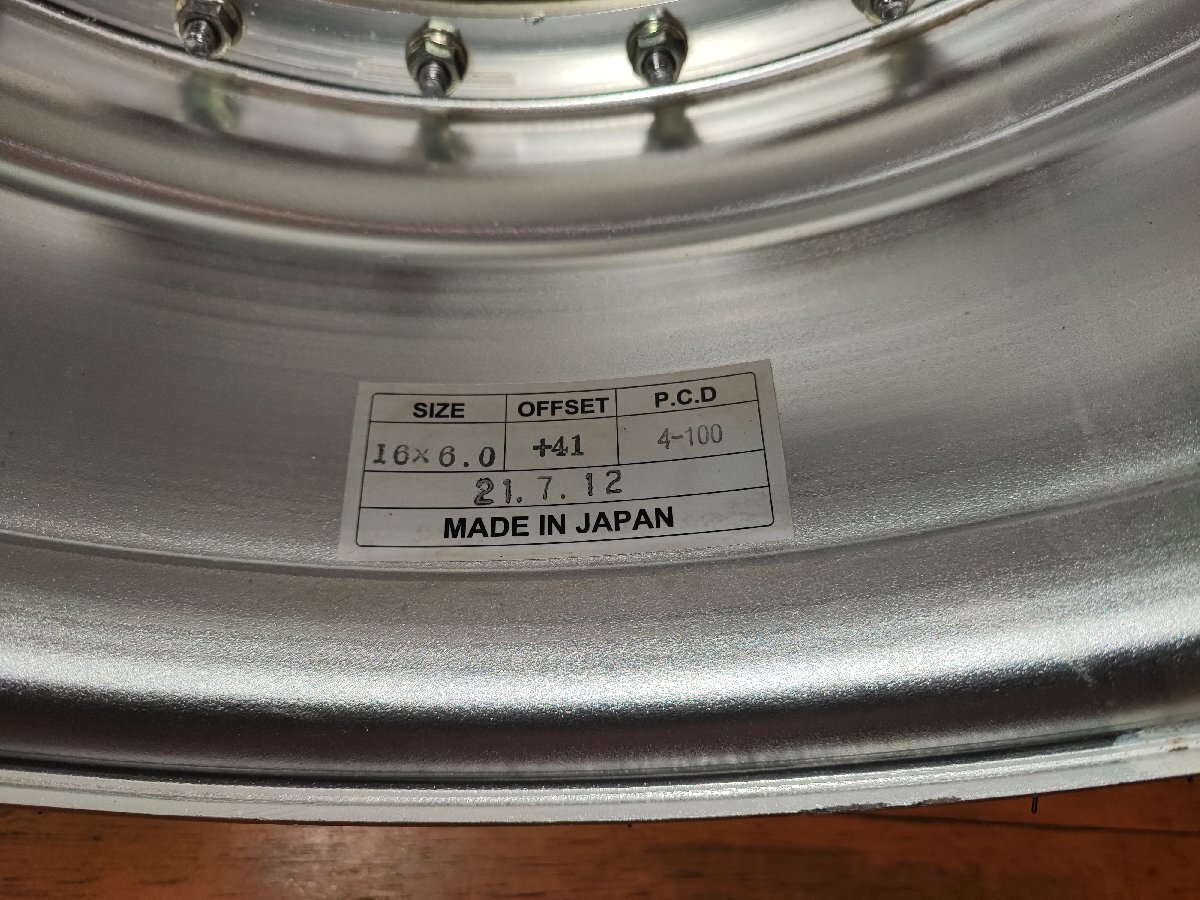 SIZE OFFSET P.C.D
16×6.0 +41 4-100
21.7.12
MADE IN JAPAN